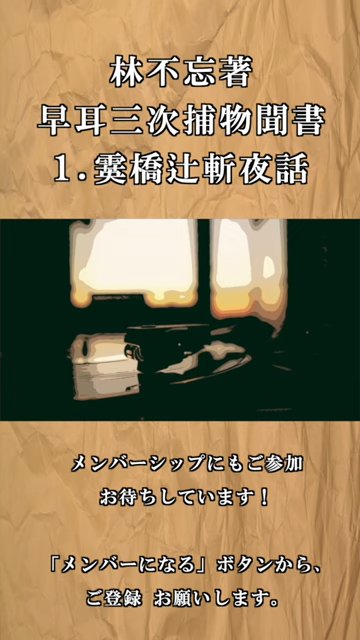 林不忘著
早耳三次捕物聞書
1.霙橋辻斬夜話
メンバーシップにもご参加
お待ちしています！
「メンバーになる」ボタンから、
ご登録 お願いします。